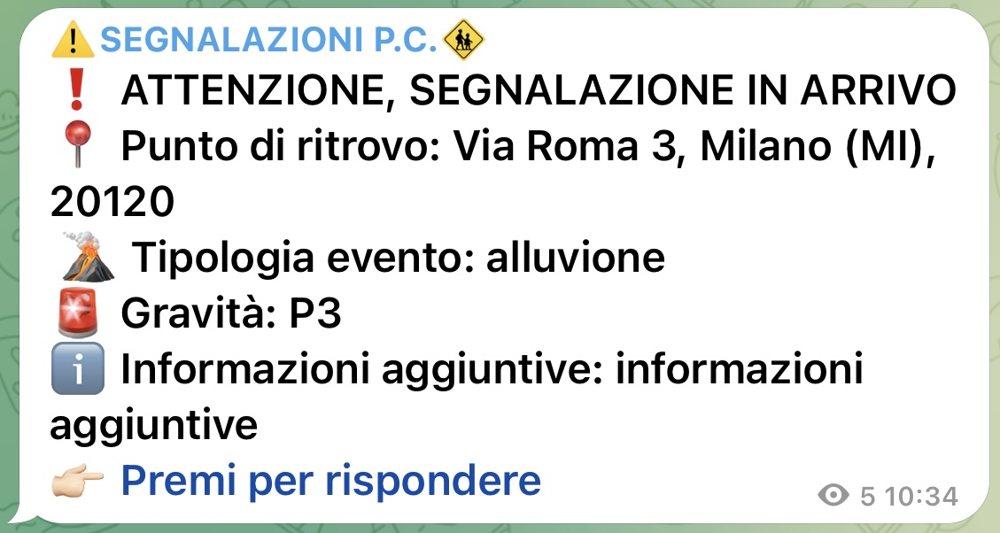 ⚠️SEGNALAZIONI P.C.🚸
❗ ATTENZIONE, SEGNALAZIONE IN ARRIVO
📍 Punto di ritrovo: Via Roma 3, Milano (MI),
20120
🌋 Tipologia evento: alluvione
🚨 Gravità: P3
ℹ️ Informazioni aggiuntive: informazioni
aggiuntive
👉🏻 Premi per rispondere
5 10:34